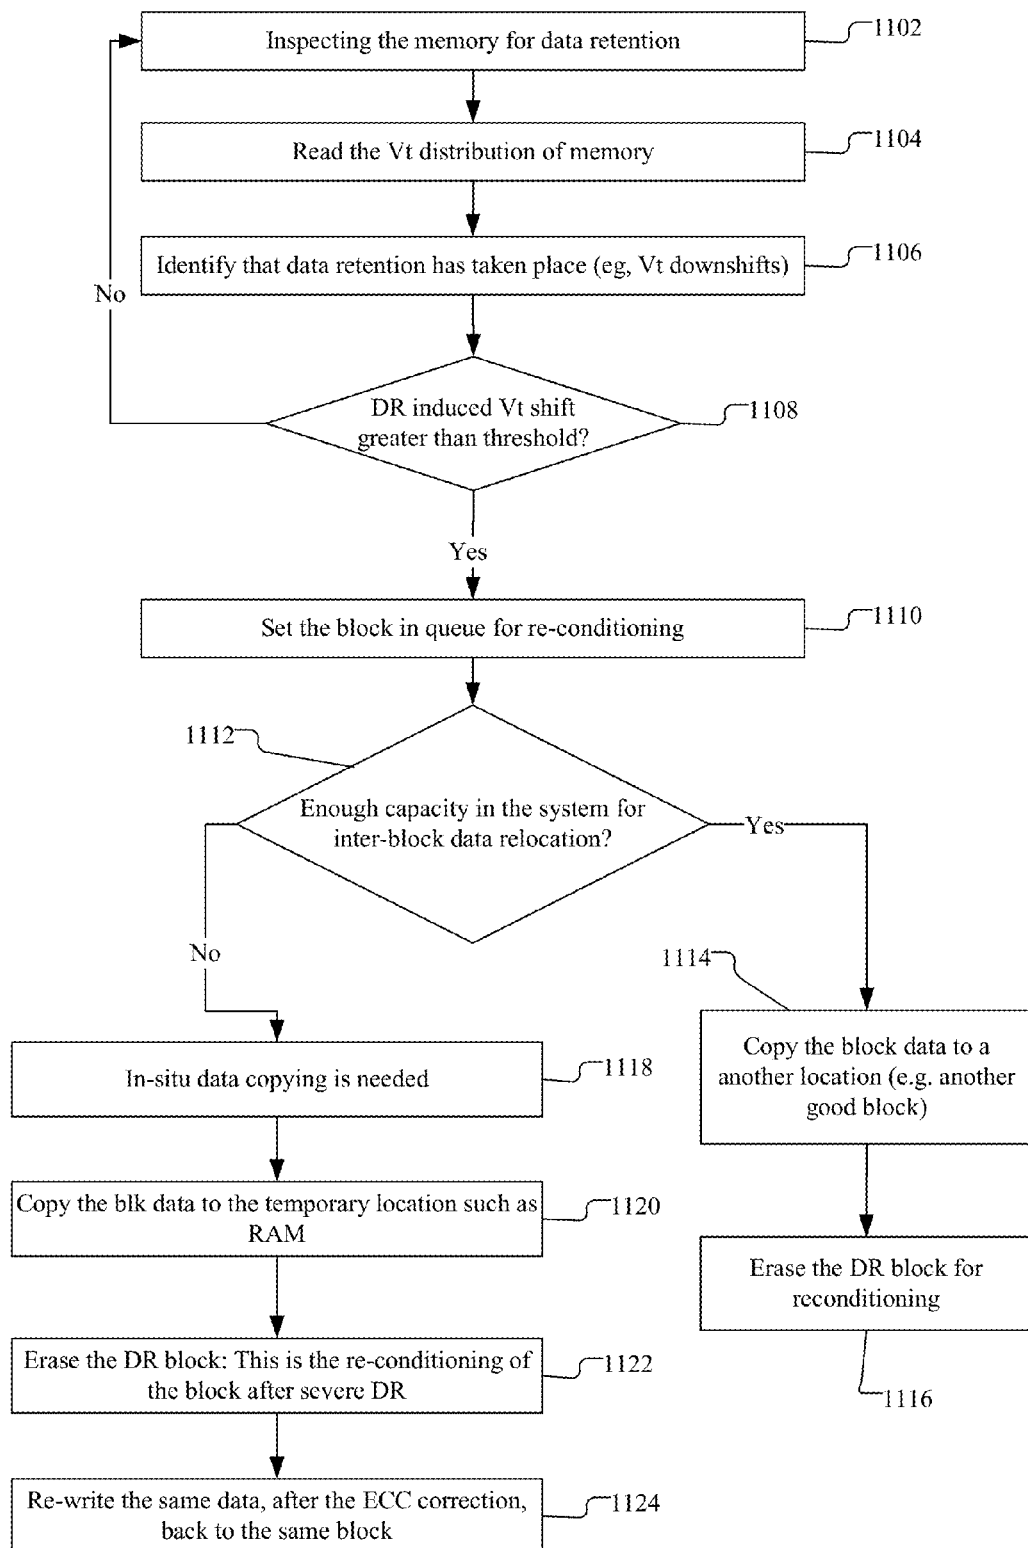 Inspecting the memory for data retention
1102
Read the Vt distribution of memory
1104
Identify that data retention has taken place (eg, Vt downshifts)
1106
No
DR induced Vt shift
greater than threshold?
1108
Yes
Set the block in queue for re-conditioning
1110
1112
Enough capacity in the system for
inter-block data relocation?
Yes
No
1114
Copy the block data to a
another location (e.g. another
good block)
In-situ data copying is needed
1118
Copy the blk data to the temporary location such as
RAM
1120
Erase the DR block for
reconditioning
1116
Erase the DR block: This is the re-conditioning of
the block after severe DR
1122
Re-write the same data, after the ECC correction,
back to the same block
1124